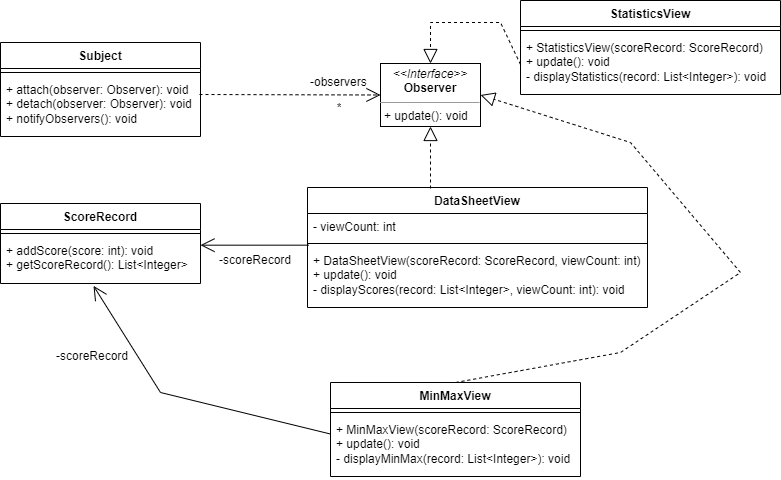 StatisticsView
+ StatisticsView(scoreRecord: ScoreRecord)
+ update(): void
- displayStatistics(record: List<Integer>): void
Subject
+ attach(observer: Observer): void
+ detach(observer: Observer): void
+ notifyObservers(): void
-observers
*
<<Interface>>
Observer
+ update(): void
DataSheetView
- viewCount: int
+ DataSheetView(scoreRecord: ScoreRecord, viewCount: int)
+ update(): void
- displayScores(record: List<Integer>, viewCount: int): void
ScoreRecord
+ addScore(score: int): void
+ getScoreRecord(): List<Integer>
-scoreRecord
-scoreRecord
MinMaxView
+ MinMaxView(scoreRecord: ScoreRecord)
+ update(): void
- displayMinMax(record: List<Integer>): void